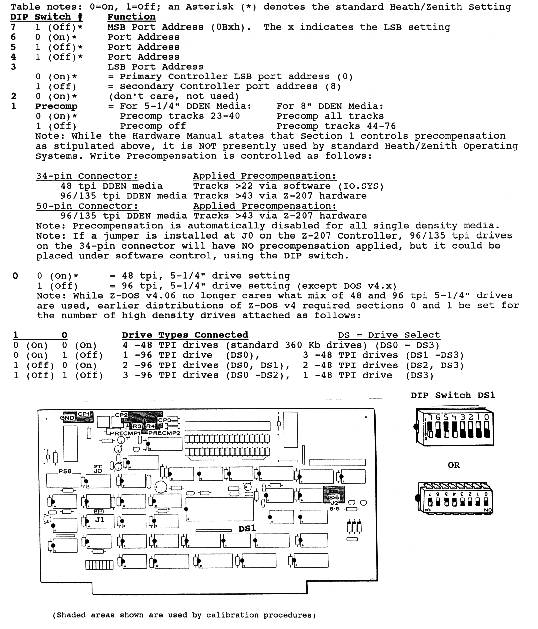 Table notes: 0=On, 1=Off; an Asterisk (*) denotes the standard Heath/Zenith Setting
DIP Switch # Function
7 1 (Off)*) MSB Port Address (0Bxh). The x indicates the LSB setting
6 0 (On)*) Port Address
5 1 (Off)*) Port Address
4 1 (Off)*) Port Address
3 LSB Port Address
0 (On)* = Primary Controller LSB port address (0)
1 (Off) = Secondary Controller port address (8)
2 0 (On)* (don't care, not used)
1 Precomp = For 5-1/4" DDEN Media: For 8" DDEN Media:
0 (On)* Precomp tracks 23-40 Precomp all tracks
1 (Off) Precomp off Precomp tracks 44-76
Note: While the Hardware Manual states that Section 1 controls precompensation
as stipulated above, it is NOT presently used by standard Heath/Zenith Operating
Systems. Write Precompensation is controlled as follows:
34-pin Connector: Applied Precompensation:
48 tpi DDEN media Tracks >22 via software (IO.SYS)
96/135 tpi DDEN media Tracks >43 via Z-207 hardware
50-pin Connector: Applied Precompensation:
96/135 tpi DDEN media Tracks >43 via Z-207 hardware
Note: Precompensation is automatically disabled for all single density media.
Note: If a jumper is installed at J0 on the Z-207 Controller, 96/135 tpi drives
on the 34-pin connector will have NO precompensation applied, but it could be
placed under software control, using the DIP switch.
0 0 (On)* = 48 tpi, 5-1/4" drive setting
1 (Off) = 96 tpi, 5-1/4" drive setting (except DOS v4.x)
Note: While Z-DOS v4.06 no longer cares what mix of 48 and 96 tpi 5-1/4" drives
are used, earlier distributions of Z-DOS v4 required sections 0 and 1 be set for
the number of high density drives attached as follows:
1 0 Drive Types Connected DS - Drive Select
0 (On) 0 (On) 4 -48 TPI drives (standard 360 Kb drives) (DS0 - DS3)
0 (On) 1 (Off) 1 -96 TPI drive (DS0), 3 -48 TPI drives (DS1 -DS3)
1 (Off) 0 (On) 2 -96 TPI drives (DS0, DS1), 2 -48 TPI drives (DS2, DS3)
1 (Off) 1 (Off) 3 -96 TPI drives (DS0 -DS2), 1 -48 TPI drive (DS3)
DIP Switch DS1
7 6 5 4 3 2 1 0
OR
GND CP1 CP2 CP3
R3 R4
PRECMP1 PRECMP2
J0
J1
DS1
(Shaded areas shown are used by calibration procedures)